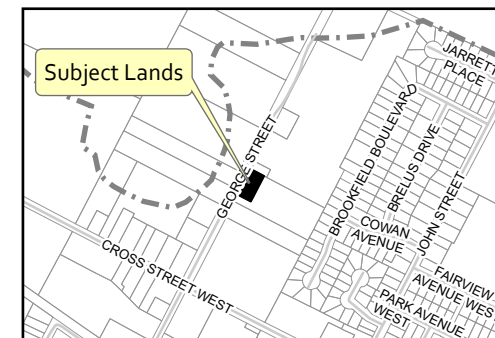 Subject Lands
JARRETT
PLACE
GEORGE STREET
BROOKFIELD BOULEVARD
BRELUS DRIVE
JOHN STREET
COWAN
AVENUE
CROSS STREET WEST
FAIRVIEW
AVENUE WEST
PARK AVENUE
WEST